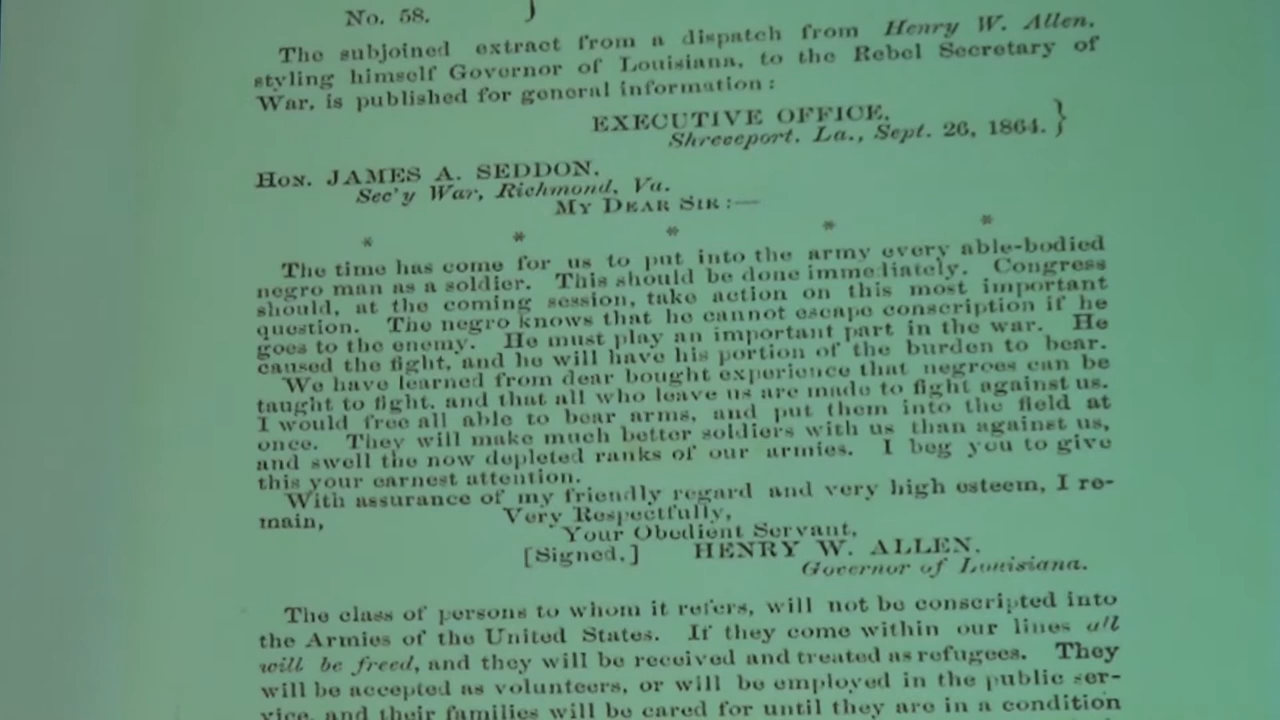 No. 58. }
The subjoined extract from a dispatch from Henry W. Allen,
styling himself Governor of Louisiana, to the Rebel Secretary of
War, is published for general information:
EXECUTIVE OFFICE, }
Shreveport, La., Sept. 26, 1864.
Hon. JAMES A. SEDDON,
Sec'y War, Richmond, Va.
My Dear Sir:—
* * * * *
The time has come for us to put into the army every able-bodied
negro man as a soldier. This should be done immediately. Congress
should, at the coming session, take action on this most important
question. The negro knows that he cannot escape conscription if he
goes to the enemy. He must play an important part in the war. He
caused the fight, and he will have his portion of the burden to bear.
We have learned from dear bought experience that negroes can be
taught to fight, and that all who leave us are made to fight against us.
I would free all able to bear arms, and put them into the field at
once. They will make much better soldiers with us than against us,
and swell the now depleted ranks of our armies. I beg you to give
this your earnest attention.
With assurance of my friendly regard and very high esteem, I re-
main,
Very Respectfully,
Your Obedient Servant,
[Signed.] HENRY W. ALLEN,
Governor of Louisiana.
The class of persons to whom it refers, will not be conscripted into
the Armies of the United States. If they come within our lines all
will be freed, and they will be received and treated as refugees. They
will be accepted as volunteers, or will be employed in the public ser-
vice, and their families will be cared for until they are in a condition